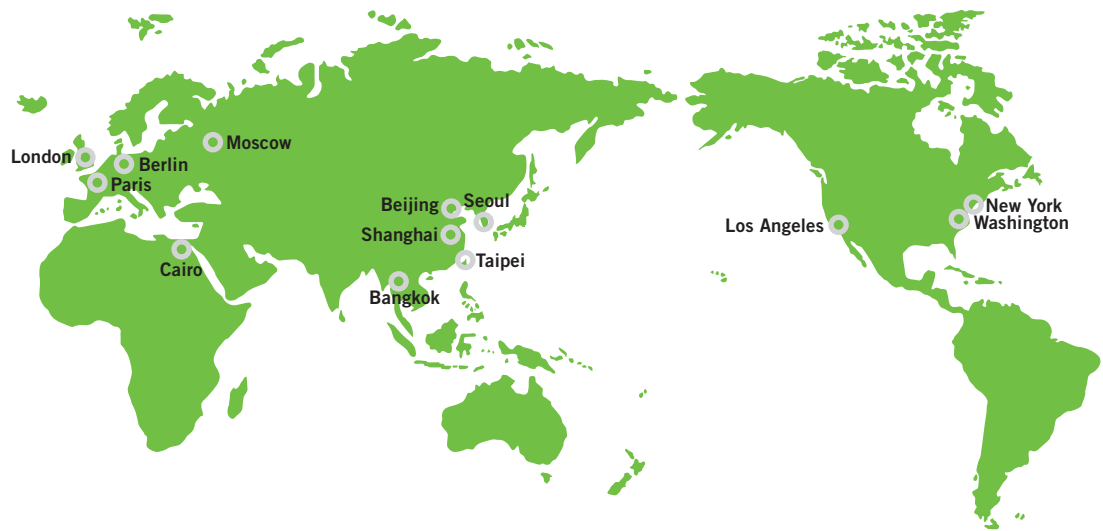 Moscow
London
Berlin
Paris
Beijing
Seoul
Shanghai
Cairo
Taipei
Bangkok
Los Angeles
New York
Washington